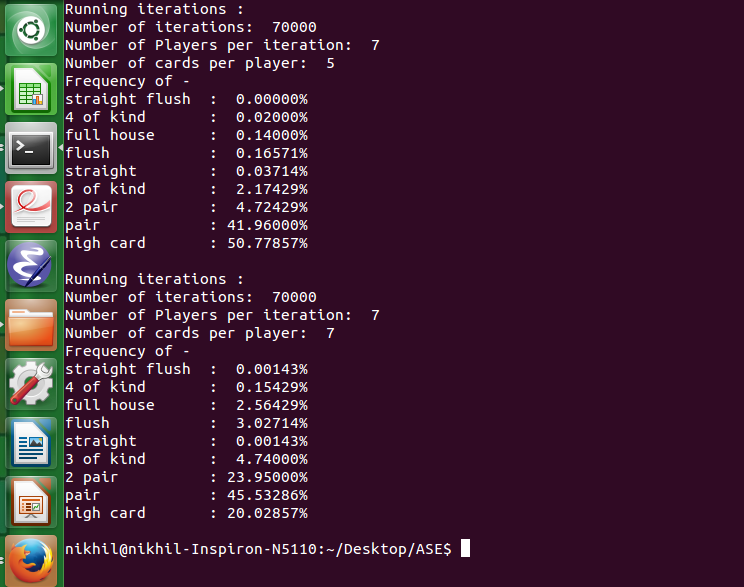 Running iterations :
Number of iterations:  70000
Number of Players per iteration:  7
Number of cards per player:  5
Frequency of -
straight flush  :  0.00000%
4 of kind       :  0.02000%
full house      :  0.14000%
flush           :  0.16571%
straight        :  0.03714%
3 of kind       :  2.17429%
2 pair          :  4.72429%
pair            : 41.96000%
high card       : 50.77857%

Running iterations :
Number of iterations:  70000
Number of Players per iteration:  7
Number of cards per player:  7
Frequency of -
straight flush  :  0.00143%
4 of kind       :  0.15429%
full house      :  2.56429%
flush           :  3.02714%
straight        :  0.00143%
3 of kind       :  4.74000%
2 pair          : 23.95000%
pair            : 45.53286%
high card       : 20.02857%

nikhil@nikhil-Inspiron-N5110:~/Desktop/ASE$